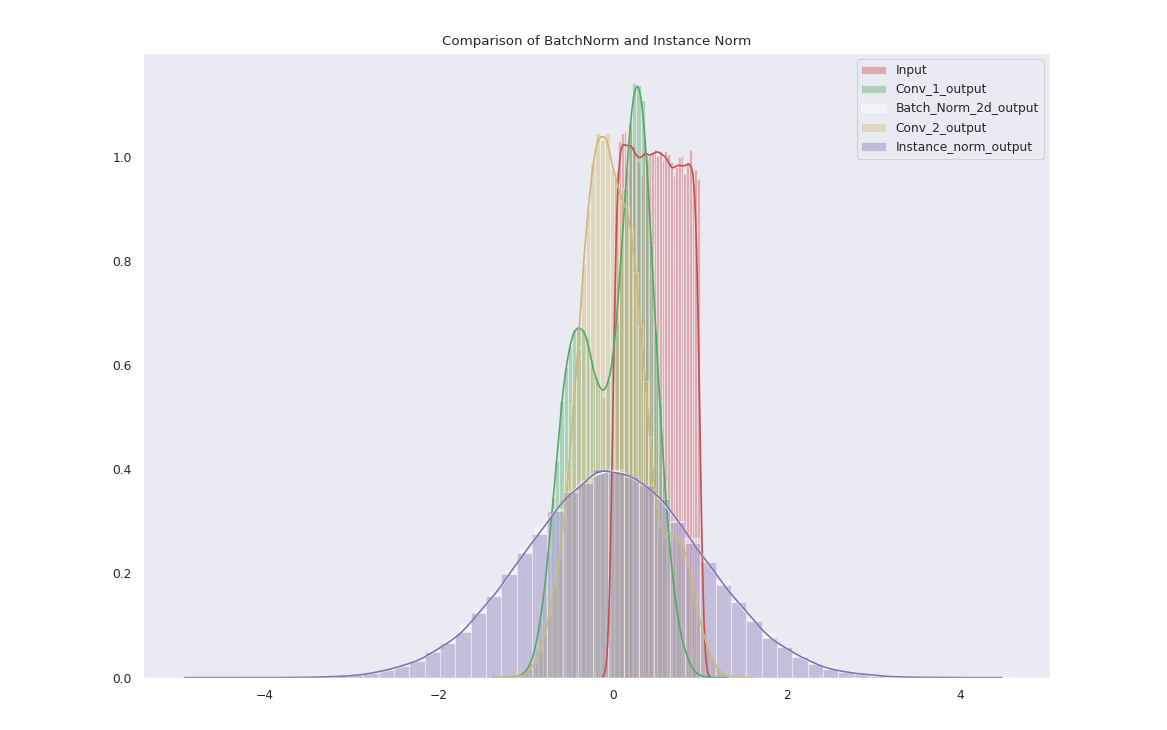 Comparison of BatchNorm and Instance Norm
Input
Conv_1_output
Batch_Norm_2d_output
Conv_2_output
Instance_norm_output
1.0
0.8
0.6
0.4
0.2
0.0
−4
−2
0
2
4